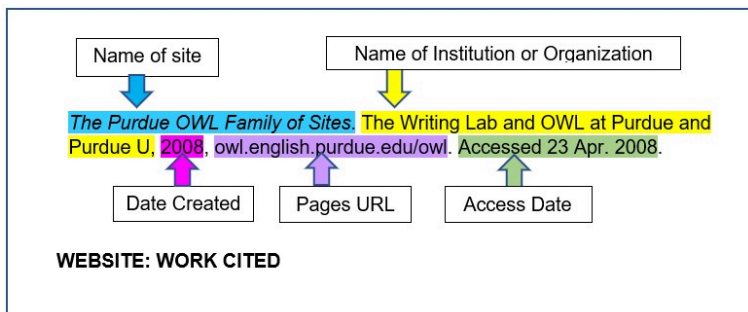 Name of site
Name of Institution or Organization
The Purdue OWL Family of Sites. The Writing Lab and OWL at Purdue and
Purdue U, 2008, owl.english.purdue.edu/owl. Accessed 23 Apr. 2008.
Date Created
Pages URL
Access Date
WEBSITE: WORK CITED